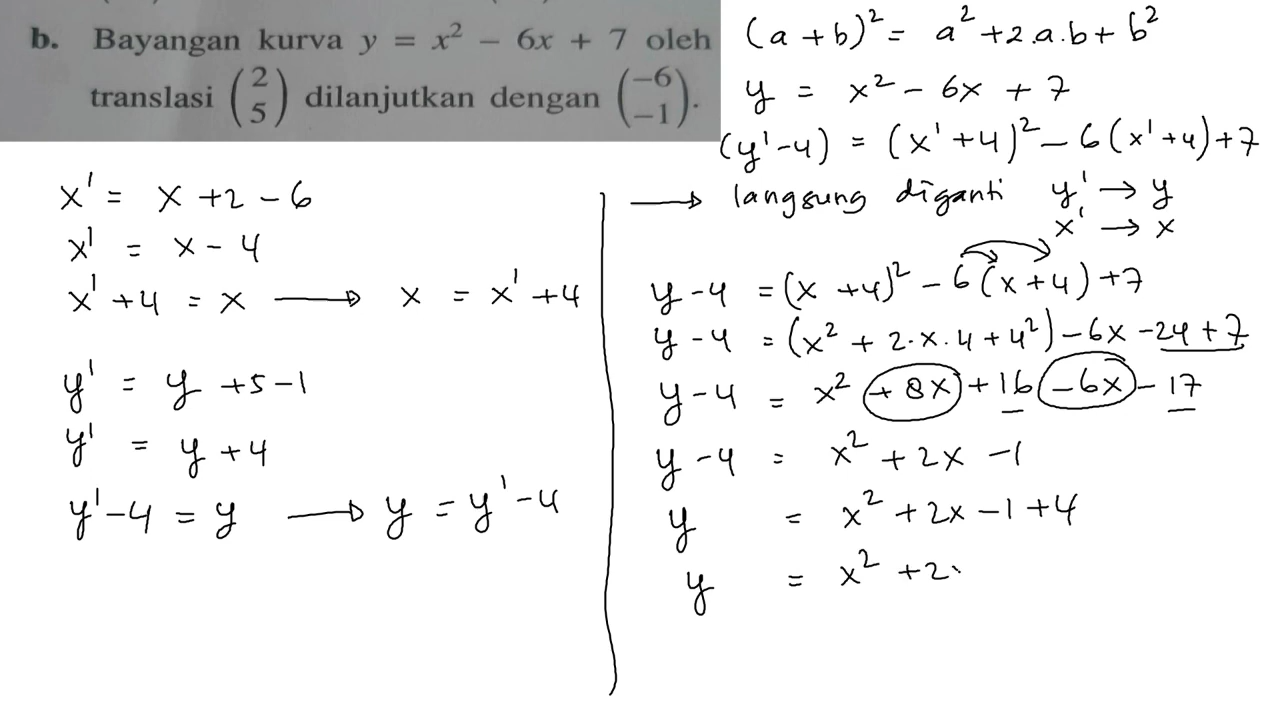 b. Bayangan kurva y = x² − 6x + 7 oleh
translasi (2 5) dilanjutkan dengan (−6 −1).
x' = x + 2 − 6
x' = x − 4
x' + 4 = x ⟶ x = x' + 4
y' = y + 5 − 1
y' = y + 4
y' − 4 = y ⟶ y = y' − 4
(a + b)² = a² + 2.a.b + b²
y = x² − 6x + 7
(y' − 4) = (x' + 4)² − 6(x' + 4) + 7
⟶ langsung diganti y' → y
x' → x
y − 4 = (x + 4)² − 6(x + 4) + 7
y − 4 = (x² + 2·x·4 + 4²) − 6x − 24 + 7
y − 4 = x² + 8x + 16 − 6x − 17
y − 4 = x² + 2x − 1
y = x² + 2x − 1 + 4
y = x² + 2